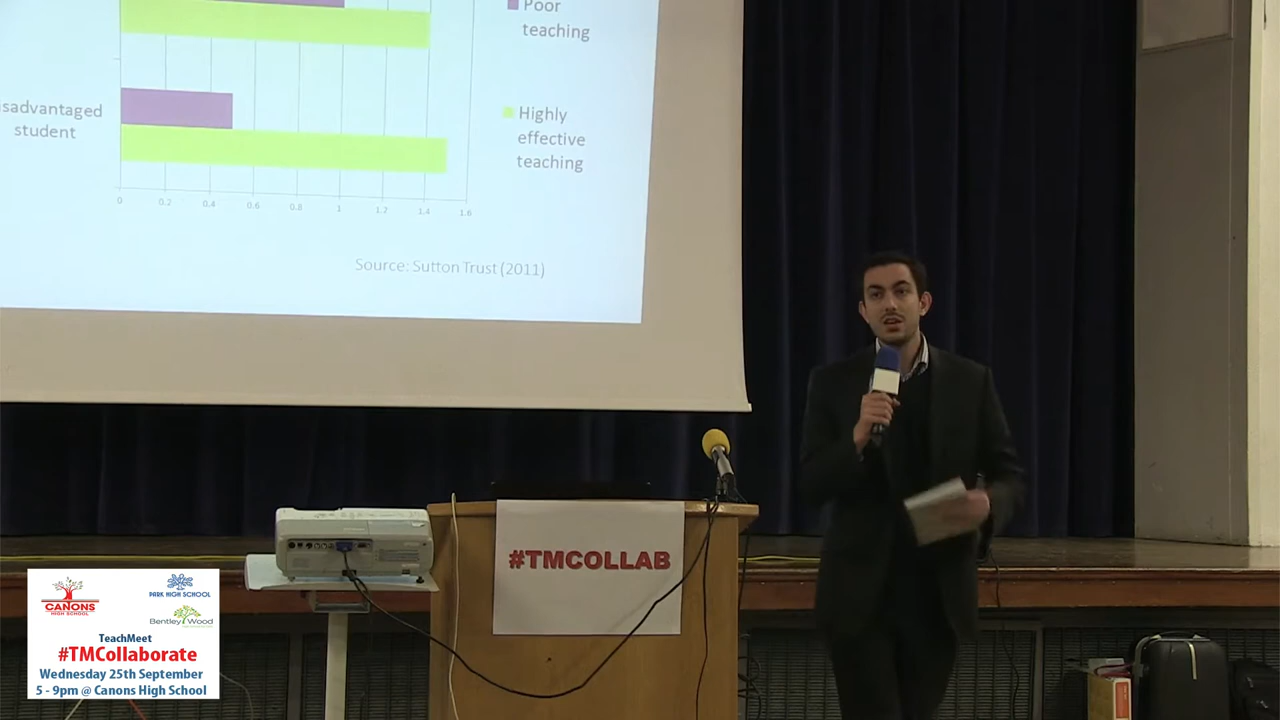 Poor
teaching
sadvantaged
student
Highly
effective
teaching
0 0.2 0.4 0.6 0.8 1 1.2 1.4 1.6
Source: Sutton Trust (2011)
#TMCOLLAB
CANONS
HIGH SCHOOL
PARK HIGH SCHOOL
Bentley Wood
TeachMeet
#TMCollaborate
Wednesday 25th September
5 - 9pm @ Canons High School